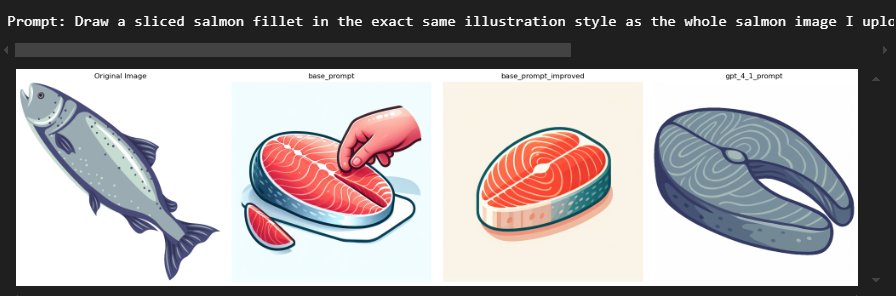 Prompt: Draw a sliced salmon fillet in the exact same illustration style as the whole salmon image I uplo
Original Image
base_prompt
base_prompt_improved
gpt_4_1_prompt